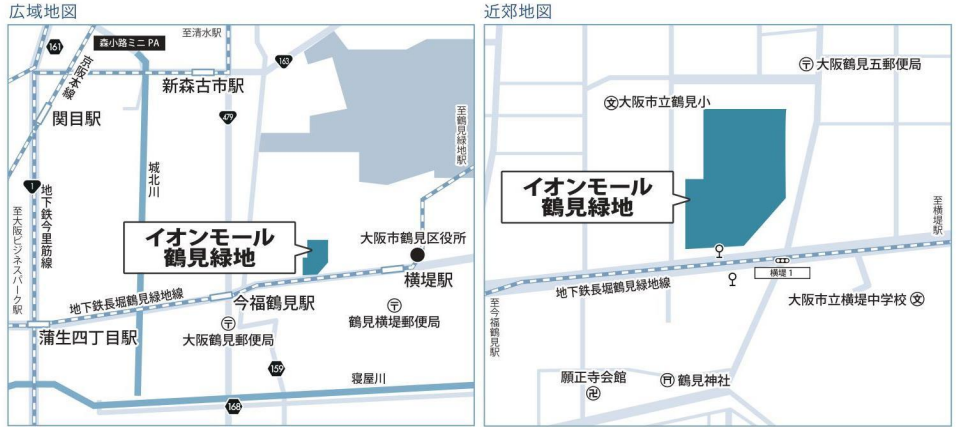 広域地図
至清水駅
森小路ミニ PA
161
163
京阪本線
新森古市駅
479
関目駅
至鶴見緑地駅
城北川
1
地下鉄今里筋線
至大阪ビジネスパーク駅
イオンモール
鶴見緑地
大阪市鶴見区役所
横堤駅
地下鉄長堀鶴見緑地線
今福鶴見駅
鶴見横堤郵便局
蒲生四丁目駅
大阪鶴見郵便局
159
寝屋川
168
近郊地図
大阪鶴見五郵便局
文
大阪市立鶴見小
イオンモール
鶴見緑地
至横堤駅
横堤 1
地下鉄長堀鶴見緑地線
大阪市立横堤中学校
文
至今福鶴見駅
願正寺会館
鶴見神社